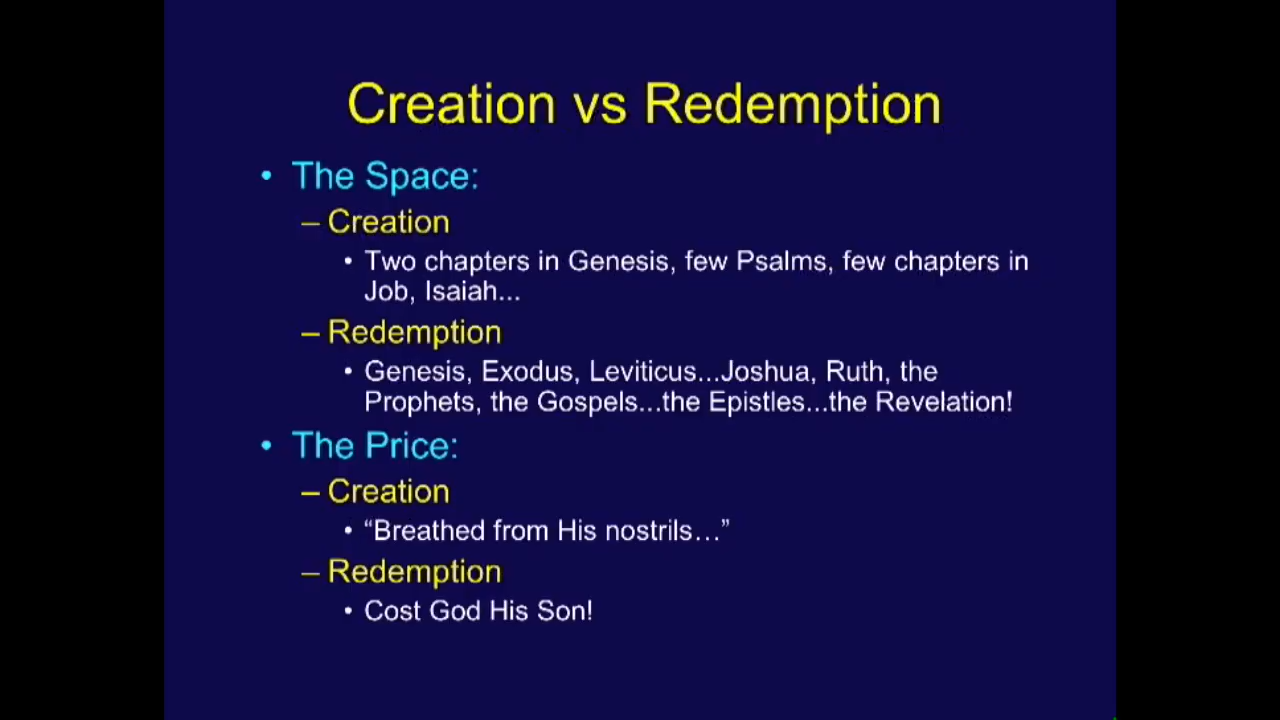 Creation vs Redemption
• The Space:
– Creation
• Two chapters in Genesis, few Psalms, few chapters in
Job, Isaiah...
– Redemption
• Genesis, Exodus, Leviticus...Joshua, Ruth, the
Prophets, the Gospels...the Epistles...the Revelation!
• The Price:
– Creation
• “Breathed from His nostrils…”
– Redemption
• Cost God His Son!